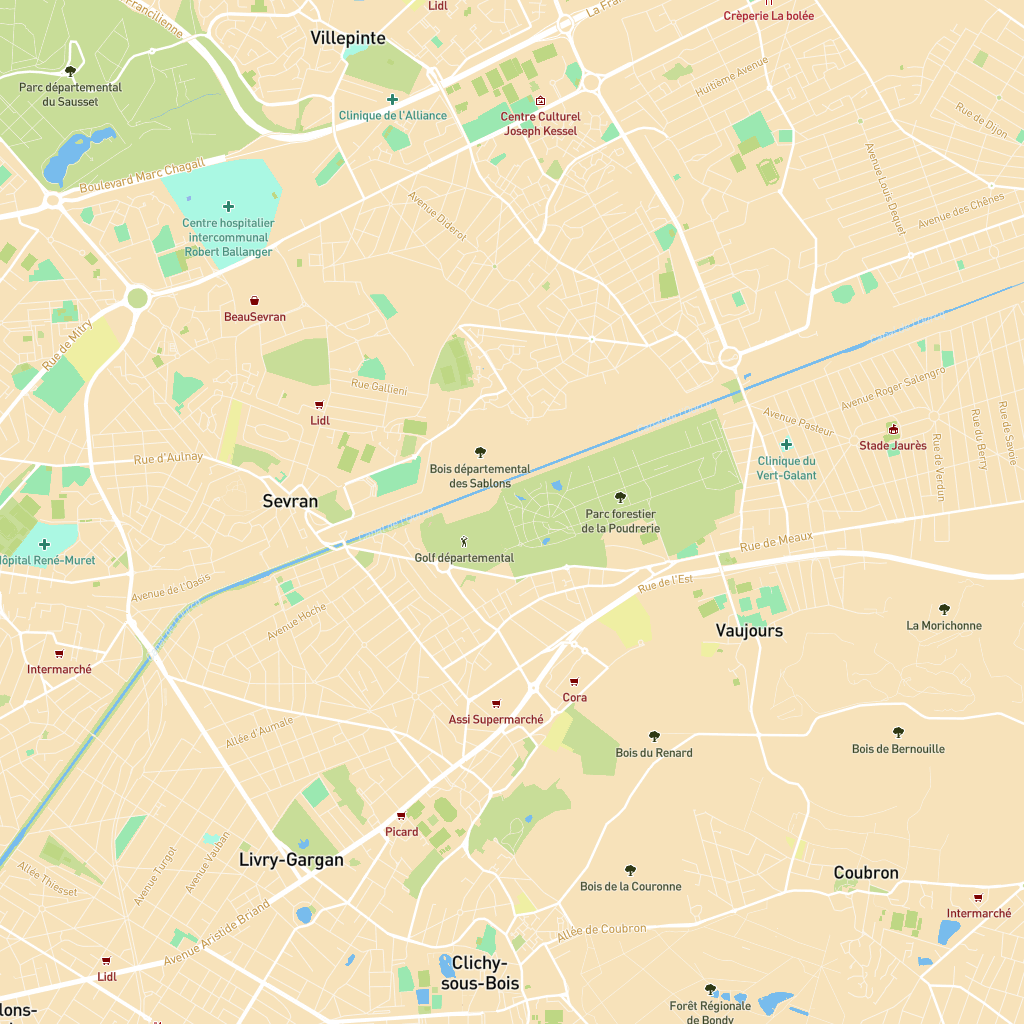 Francilienne
Lidl
La Fran
Crèperie La bolée
Villepinte
Parc départemental
du Sausset
Clinique de l'Alliance
Centre Culturel
Joseph Kessel
Huitième Avenue
Rue de Dijon
Boulevard Marc Chagall
Avenue Louis Dequet
Avenue des Chênes
Centre hospitalier
intercommunal
Robert Ballanger
Avenue Diderot
BeauSevran
Rue de Mitry
Rue Gallieni
Avenue Roger Salengro
Lidl
Avenue Pasteur
Stade Jaurès
Rue de Verdun
Rue du Berry
Rue de Savoie
Rue d'Aulnay
Bois départemental
des Sablons
Clinique du
Vert-Galant
Sevran
Parc forestier
de la Poudrerie
Rue de Meaux
Hôpital René-Muret
Golf départemental
Avenue de l'Oasis
Rue de l'Est
Avenue Hoche
Vaujours
La Morichonne
Intermarché
Cora
Assi Supermarché
Allée d'Aumale
Bois du Renard
Bois de Bernouille
Picard
Livry-Gargan
Allée Thiesset
Avenue Turgot
Avenue Vauban
Bois de la Couronne
Coubron
Intermarché
Avenue Aristide Briand
Allée de Coubron
Lidl
Clichy-
sous-Bois
lons-
Forêt Régionale
de Bondy